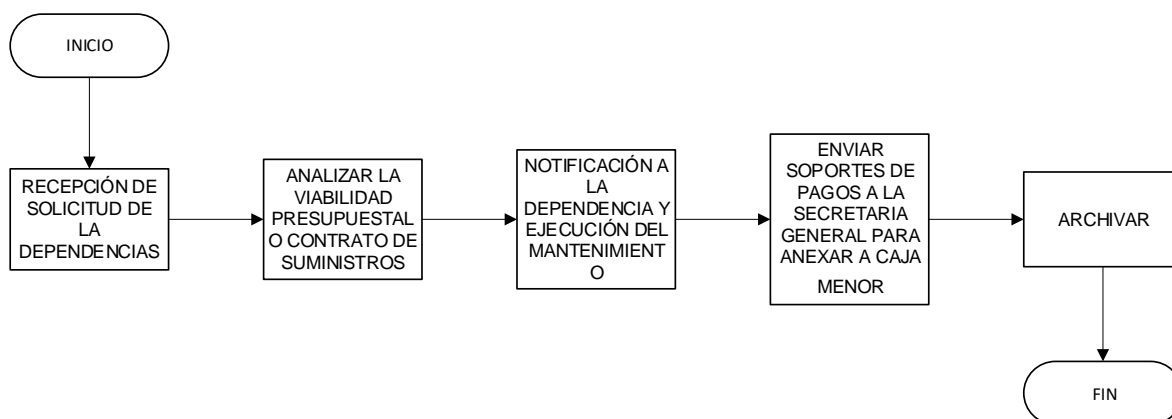 INICIO
RECEPCIÓN DE
SOLICITUD DE
LA
DEPENDENCIAS
ANALIZAR LA
VIABILIDAD
PRESUPUESTAL
O CONTRATO DE
SUMINISTROS
NOTIFICACIÓN A
LA
DEPENDENCIA Y
EJECUCIÓN DEL
MANTENIMIENT
O
ENVIAR
SOPORTES DE
PAGOS A LA
SECRETARIA
GENERAL PARA
ANEXAR A CAJA
MENOR
ARCHIVAR
FIN